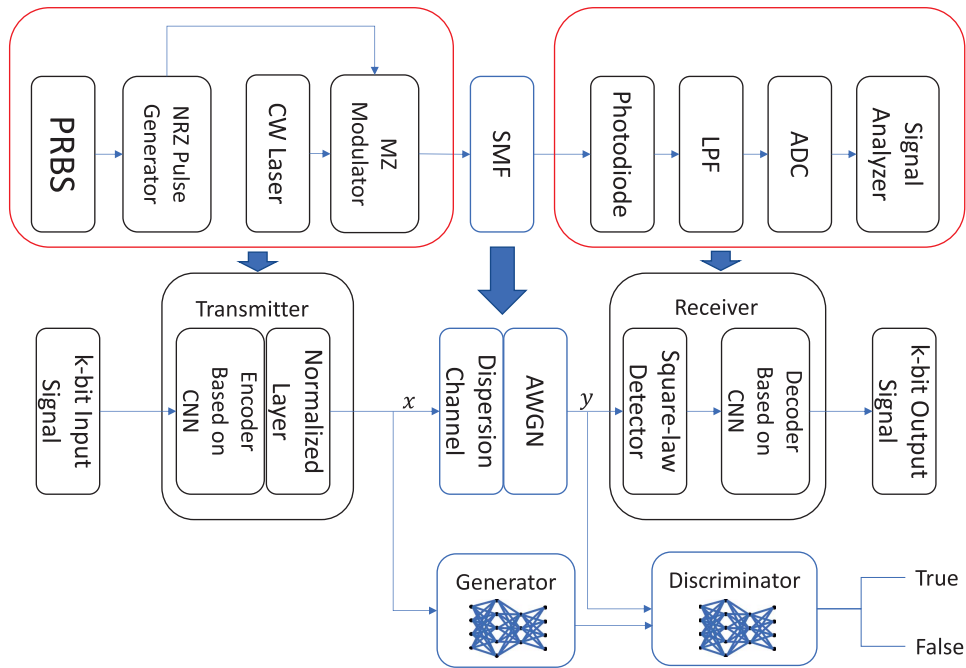 PRBS
NRZ Pulse
Generator
CW Laser
MZ
Modulator
SMF
Photodiode
LPF
ADC
Signal
Analyzer
Transmitter
Receiver
k-bit Input
Signal
Encoder
Based on
CNN
Normalized
Layer
x
Dispersion
Channel
AWGN
y
Square-law
Detector
Decoder
Based on
CNN
k-bit Output
Signal
Generator
Discriminator
True
False